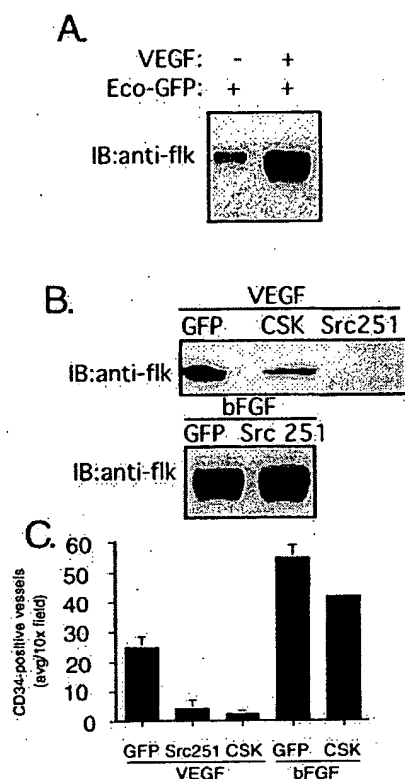 A.
VEGF: - +
Eco-GFP: + +
IB:anti-flk
B.
VEGF
GFP CSK Src251
IB:anti-flk
bFGF
GFP Src 251
IB:anti-flk
C.
CD34-positive vessels
(avg/10x field)
60
50
40
30
20
10
0
GFP Src251 CSK GFP CSK
VEGF bFGF